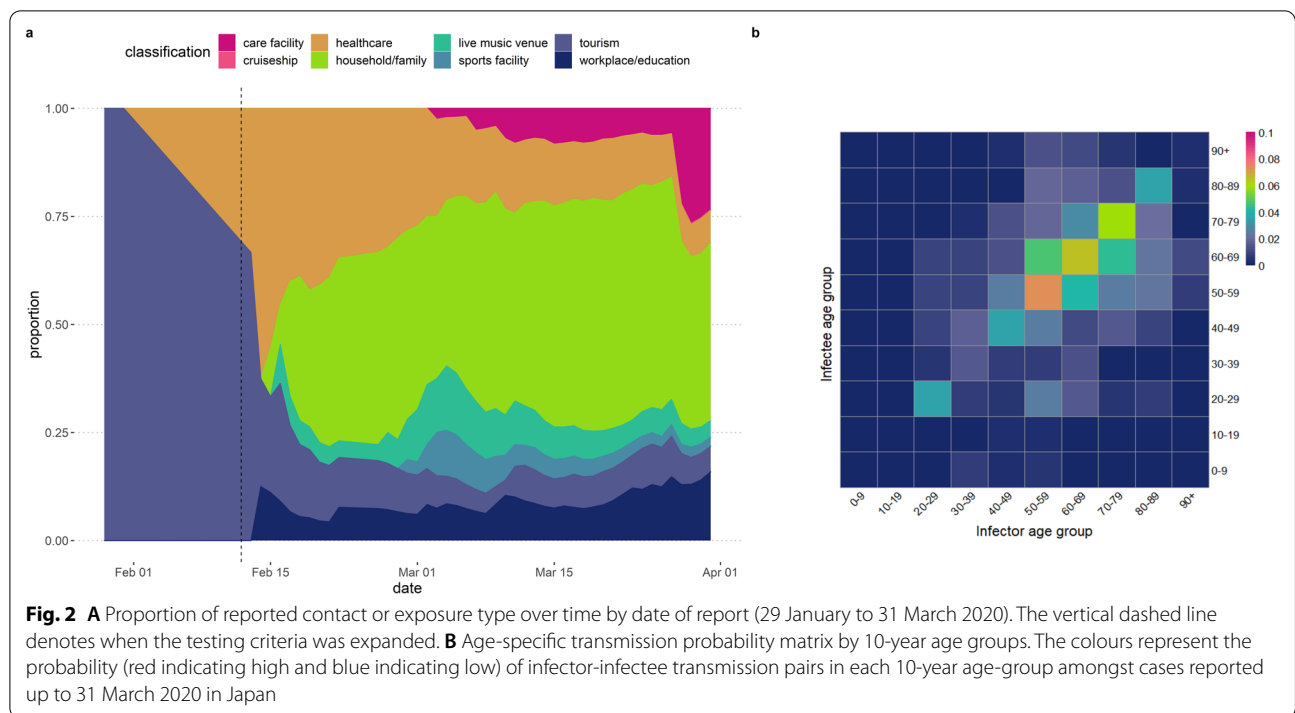 a
classification
care facility
healthcare
live music venue
tourism
cruiseship
household/family
sports facility
workplace/education
1.00
0.75
0.50
0.25
0.00
proportion
Feb 01
Feb 15
Mar 01
Mar 15
Apr 01
date
b
Infectee age group
90+
80-89
70-79
60-69
50-59
40-49
30-39
20-29
10-19
0-9
0-9
10-19
20-29
30-39
40-49
50-59
60-69
70-79
80-89
90+
Infector age group
0.1
0.08
0.06
0.04
0.02
0
Fig. 2 A Proportion of reported contact or exposure type over time by date of report (29 January to 31 March 2020). The vertical dashed line
denotes when the testing criteria was expanded. B Age-specific transmission probability matrix by 10-year age groups. The colours represent the
probability (red indicating high and blue indicating low) of infector-infectee transmission pairs in each 10-year age-group amongst cases reported
up to 31 March 2020 in Japan